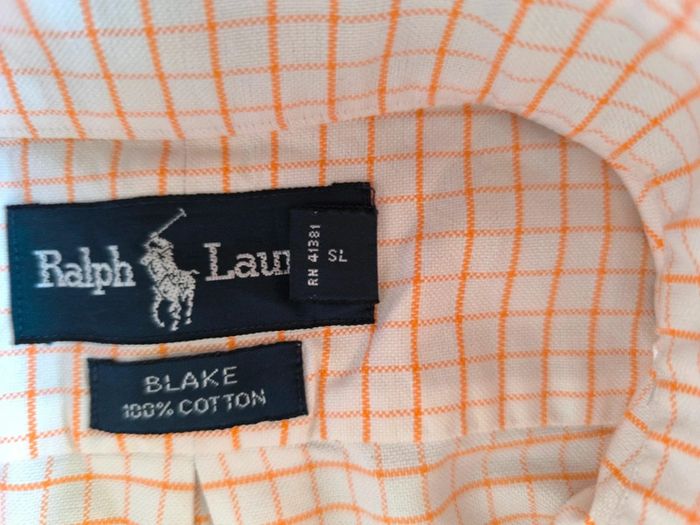 Ralph Lau
RN 41381
SL
BLAKE
100% COTTON